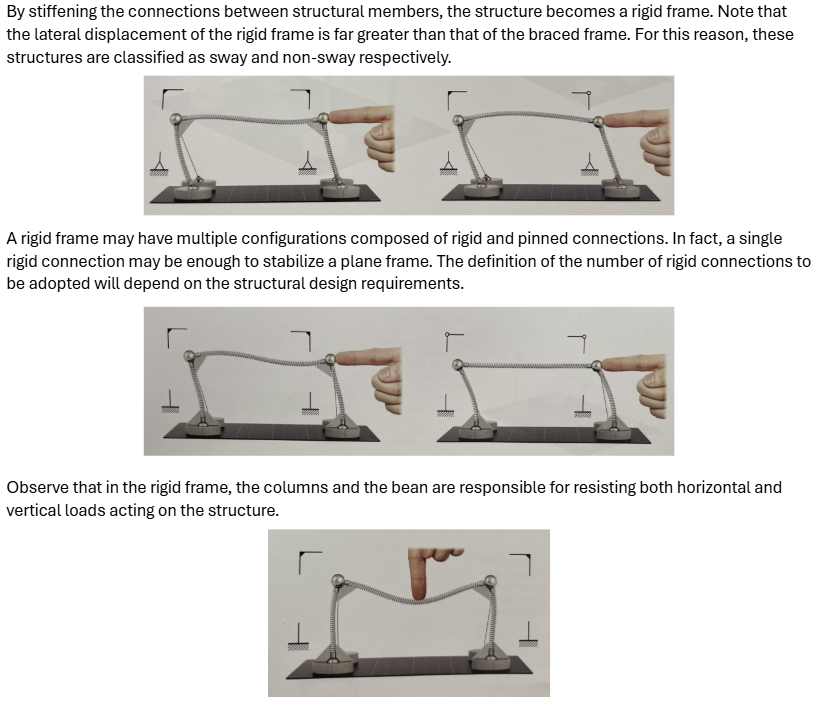 By stiffening the connections between structural members, the structure becomes a rigid frame. Note that
the lateral displacement of the rigid frame is far greater than that of the braced frame. For this reason, these
structures are classified as sway and non-sway respectively.
A rigid frame may have multiple configurations composed of rigid and pinned connections. In fact, a single
rigid connection may be enough to stabilize a plane frame. The definition of the number of rigid connections to
be adopted will depend on the structural design requirements.
Observe that in the rigid frame, the columns and the bean are responsible for resisting both horizontal and
vertical loads acting on the structure.